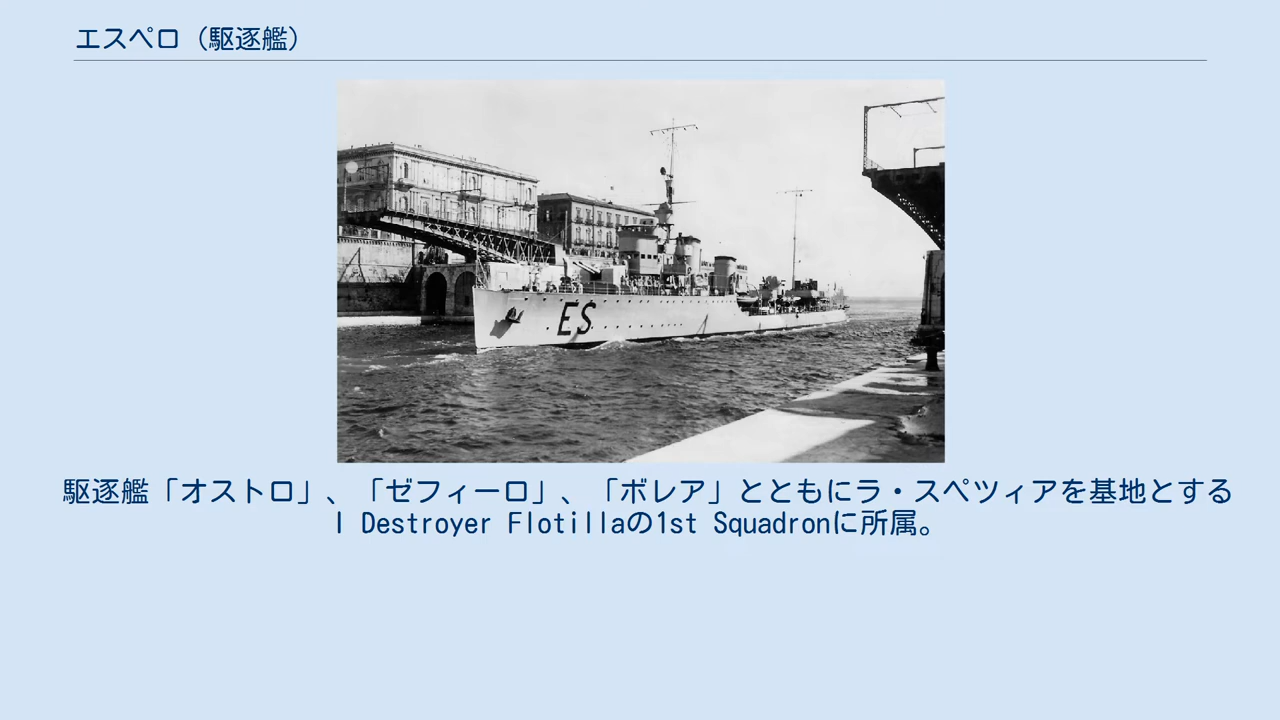 エスペロ（駆逐艦）
ES
駆逐艦「オストロ」、「ゼフィーロ」、「ボレア」とともにラ・スペツィアを基地とする
I Destroyer Flotillaの1st Squadronに所属。